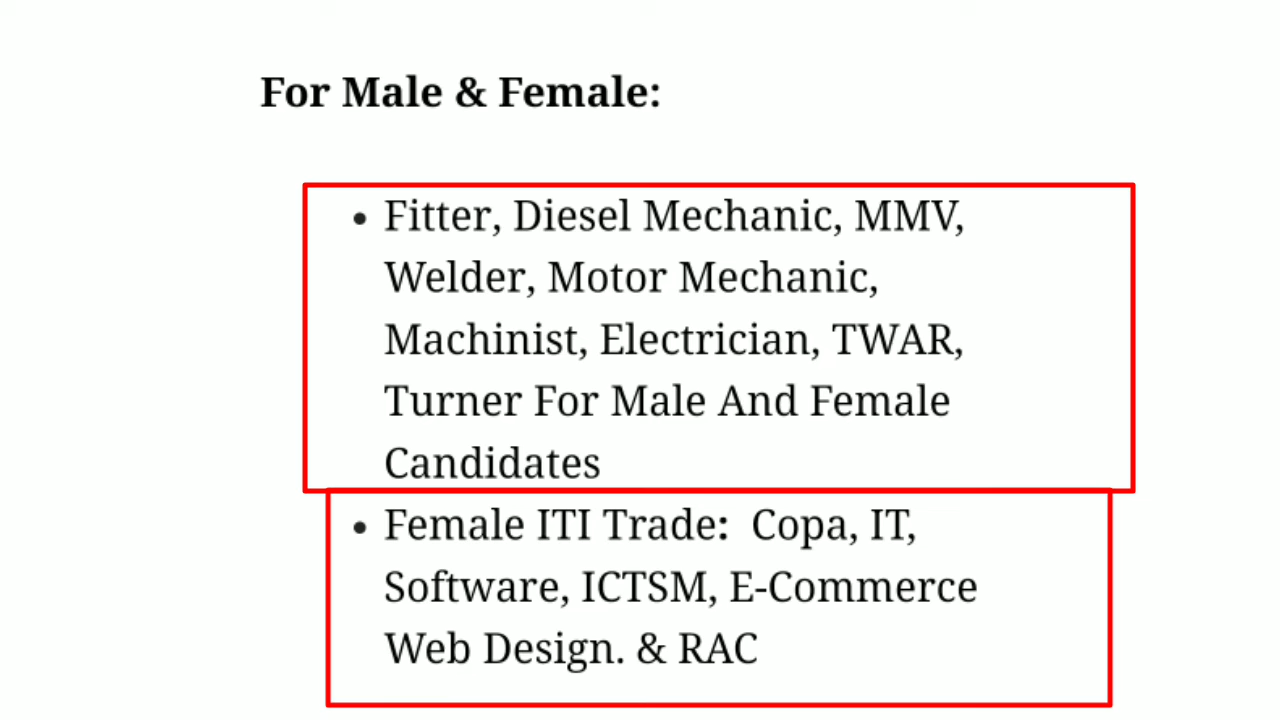 For Male & Female:
• Fitter, Diesel Mechanic, MMV,
Welder, Motor Mechanic,
Machinist, Electrician, TWAR,
Turner For Male And Female
Candidates
• Female ITI Trade:  Copa, IT,
Software, ICTSM, E-Commerce
Web Design. & RAC